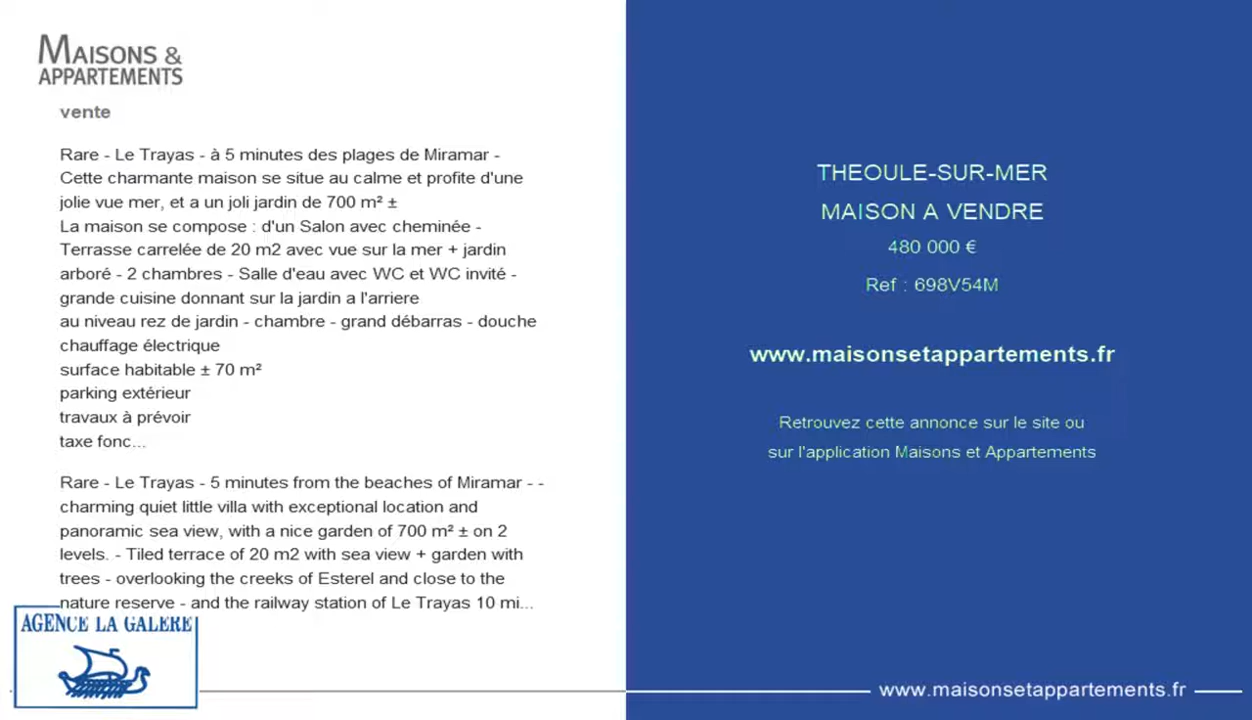 MAISONS &
APPARTEMENTS
vente
Rare - Le Trayas - à 5 minutes des plages de Miramar -
Cette charmante maison se situe au calme et profite d'une
jolie vue mer, et a un joli jardin de 700 m² ±
La maison se compose : d'un Salon avec cheminée -
Terrasse carrelée de 20 m2 avec vue sur la mer + jardin
arboré - 2 chambres - Salle d'eau avec WC et WC invité -
grande cuisine donnant sur la jardin a l'arriere
au niveau rez de jardin - chambre - grand débarras - douche
chauffage électrique
surface habitable ± 70 m²
parking extérieur
travaux à prévoir
taxe fonc...
Rare - Le Trayas - 5 minutes from the beaches of Miramar - -
charming quiet little villa with exceptional location and
panoramic sea view, with a nice garden of 700 m² ± on 2
levels. - Tiled terrace of 20 m2 with sea view + garden with
trees - overlooking the creeks of Esterel and close to the
nature reserve - and the railway station of Le Trayas 10 mi...
AGENCE LA GALERE
THEOULE-SUR-MER
MAISON A VENDRE
480 000 €
Ref : 698V54M
www.maisonsetappartements.fr
Retrouvez cette annonce sur le site ou
sur l'application Maisons et Appartements
www.maisonsetappartements.fr